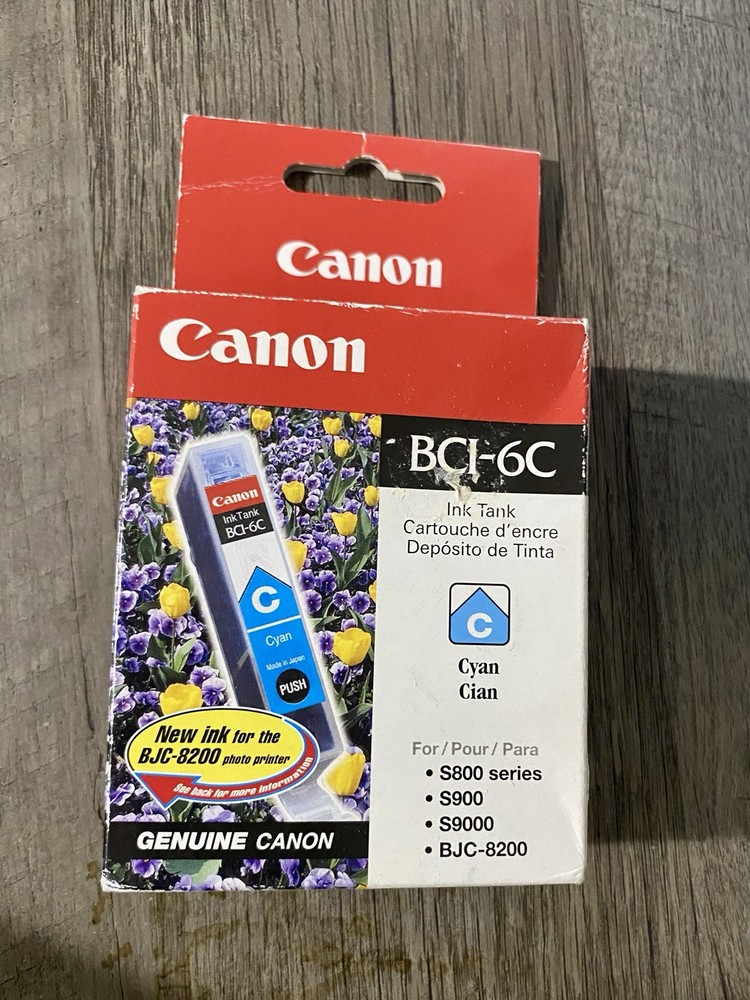 Canon
Canon
BCI-6C
Ink Tank
Cartouche d'encre
Depósito de Tinta
C
Cyan
Cian
For / Pour / Para
• S800 series
• S900
• S9000
• BJC-8200
Canon
Ink Tank
BCI-6C
C
Cyan
Made in Japan
PUSH
New ink for the
BJC-8200 photo printer
See back for more information
GENUINE CANON